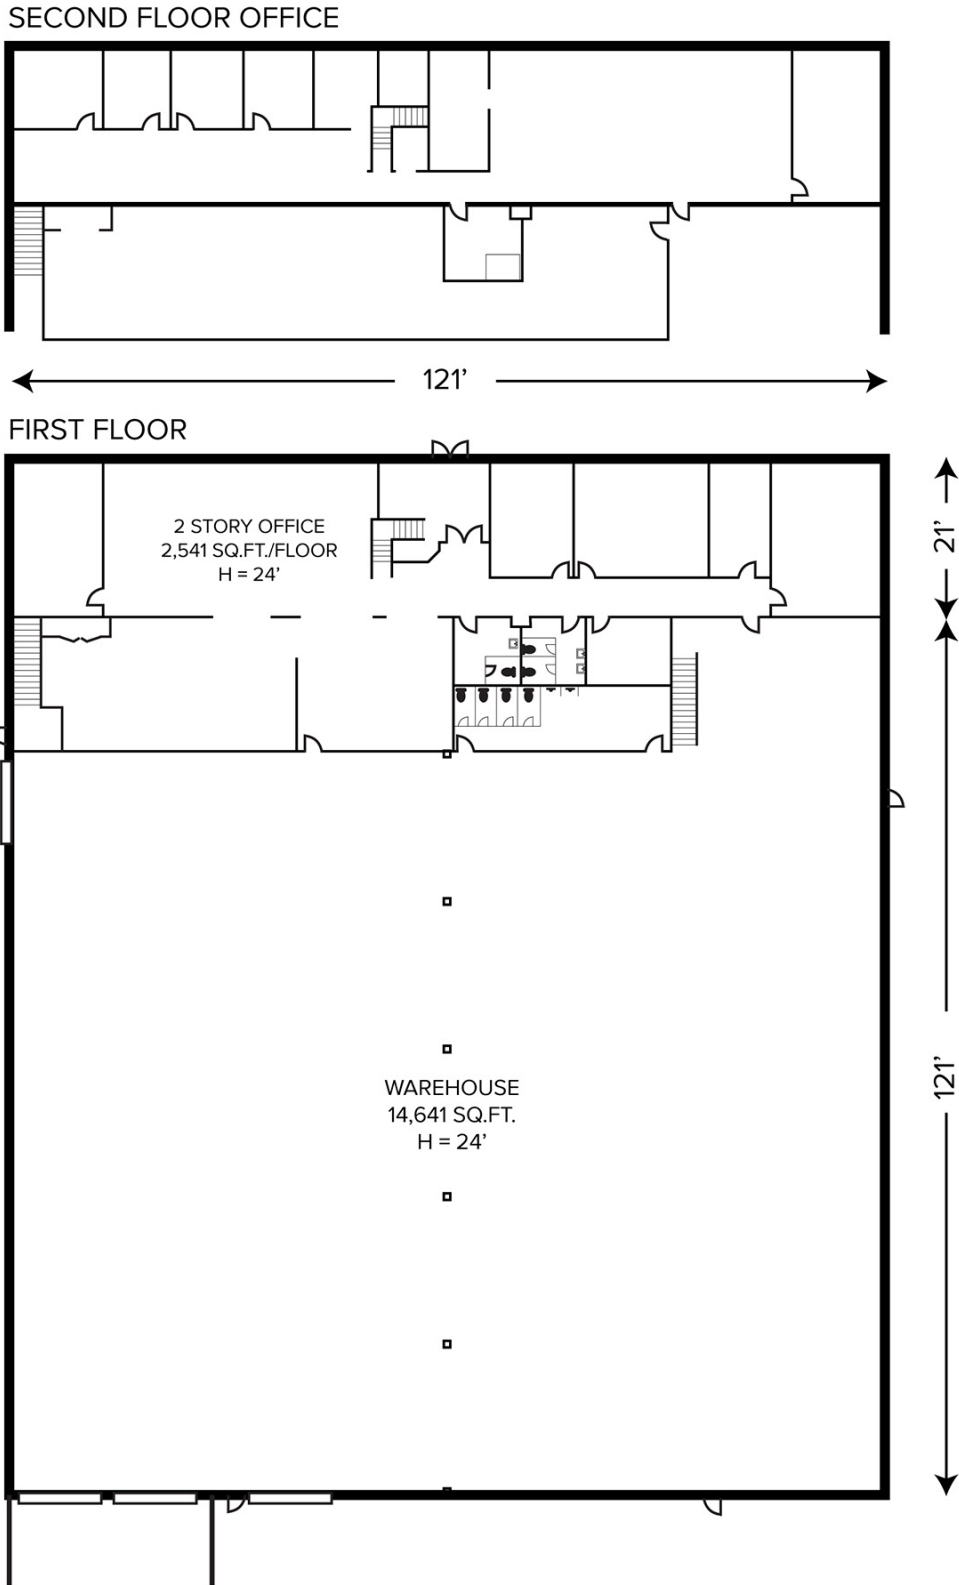 SECOND FLOOR OFFICE
121’
FIRST FLOOR
2 STORY OFFICE
2,541 SQ.FT./FLOOR
H = 24’
21’
WAREHOUSE
14,641 SQ.FT.
H = 24’
121’